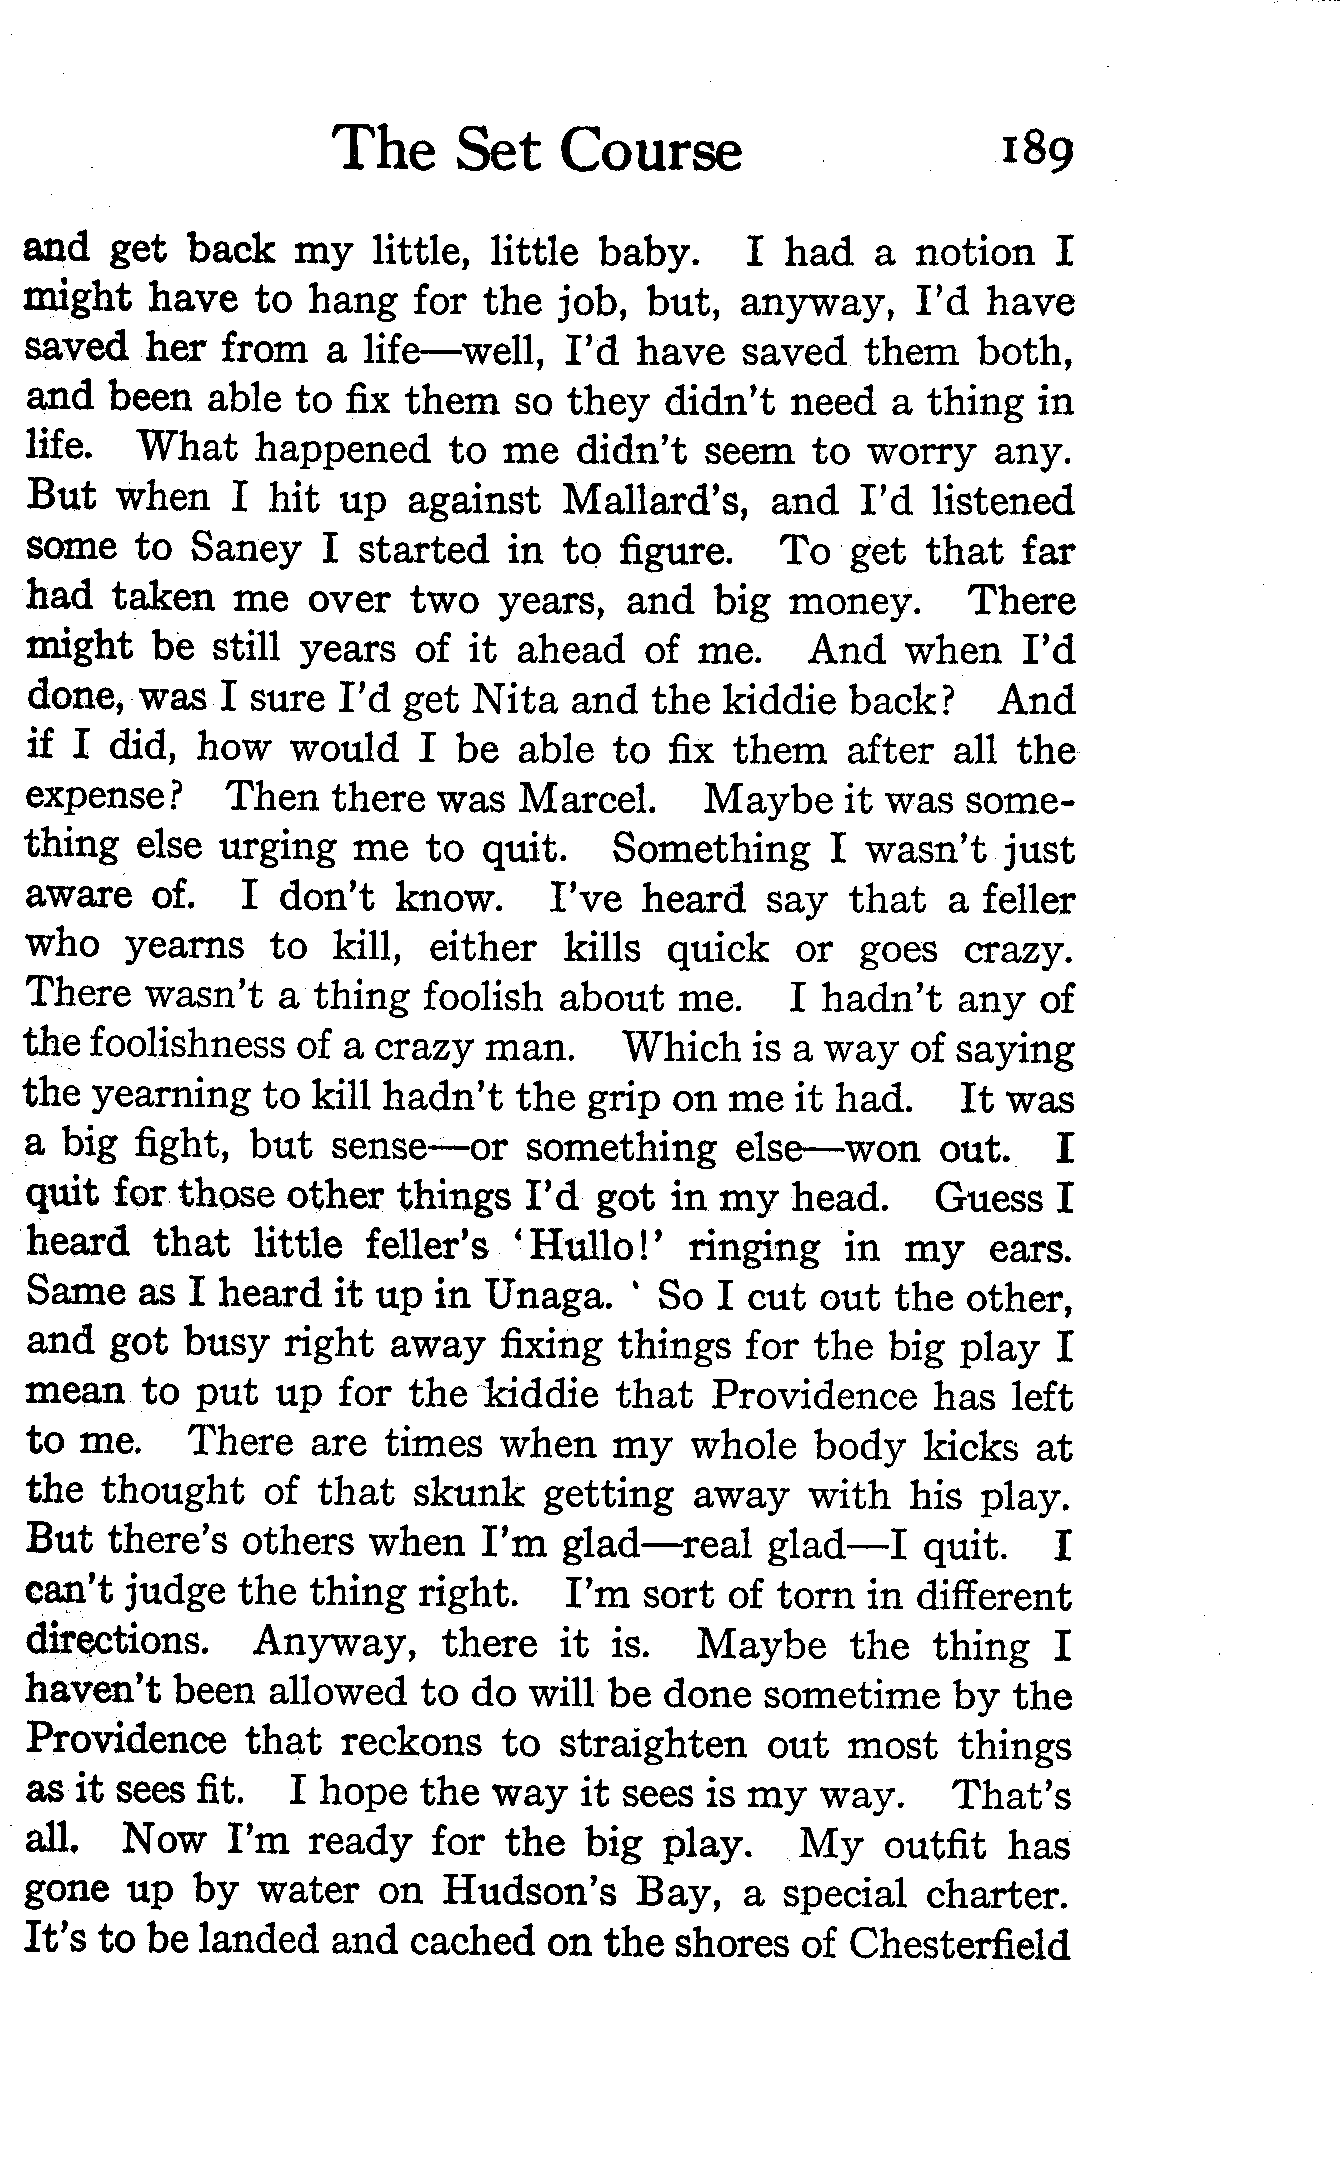 The Set Course 189
and get back my little, little baby. I had a notion I
might have to hang for the job, but, anyway, I'd have
saved her from a life—well, I'd have saved them both,
and been able to fix them so they didn't need a thing in
life. What happened to me didn't seem to worry any.
But when I hit up against Mallard's, and I'd listened
some to Saney I started in to figure. To get that far
had taken me over two years, and big money. There
might be still years of it ahead of me. And when I'd
done, was I sure I'd get Nita and the kiddie back? And
if I did, how would I be able to fix them after all the
expense? Then there was Marcel. Maybe it was some-
thing else urging me to quit. Something I wasn't just
aware of. I don't know. I've heard say that a feller
who yearns to kill, either kills quick or goes crazy.
There wasn't a thing foolish about me. I hadn't any of
the foolishness of a crazy man. Which is a way of saying
the yearning to kill hadn't the grip on me it had. It was
a big fight, but sense—or something else—won out. I
quit for those other things I'd got in my head. Guess I
heard that little feller's 'Hullo!' ringing in my ears.
Same as I heard it up in Unaga. ' So I cut out the other,
and got busy right away fixing things for the big play I
mean to put up for the kiddie that Providence has left
to me. There are times when my whole body kicks at
the thought of that skunk getting away with his play.
But there's others when I'm glad—real glad—I quit. I
can't judge the thing right. I'm sort of torn in different
directions. Anyway, there it is. Maybe the thing I
haven't been allowed to do will be done sometime by the
Providence that reckons to straighten out most things
as it sees fit. I hope the way it sees is my way. That's
all. Now I'm ready for the big play. My outfit has
gone up by water on Hudson's Bay, a special charter.
It's to be landed and cached on the shores of Chesterfield